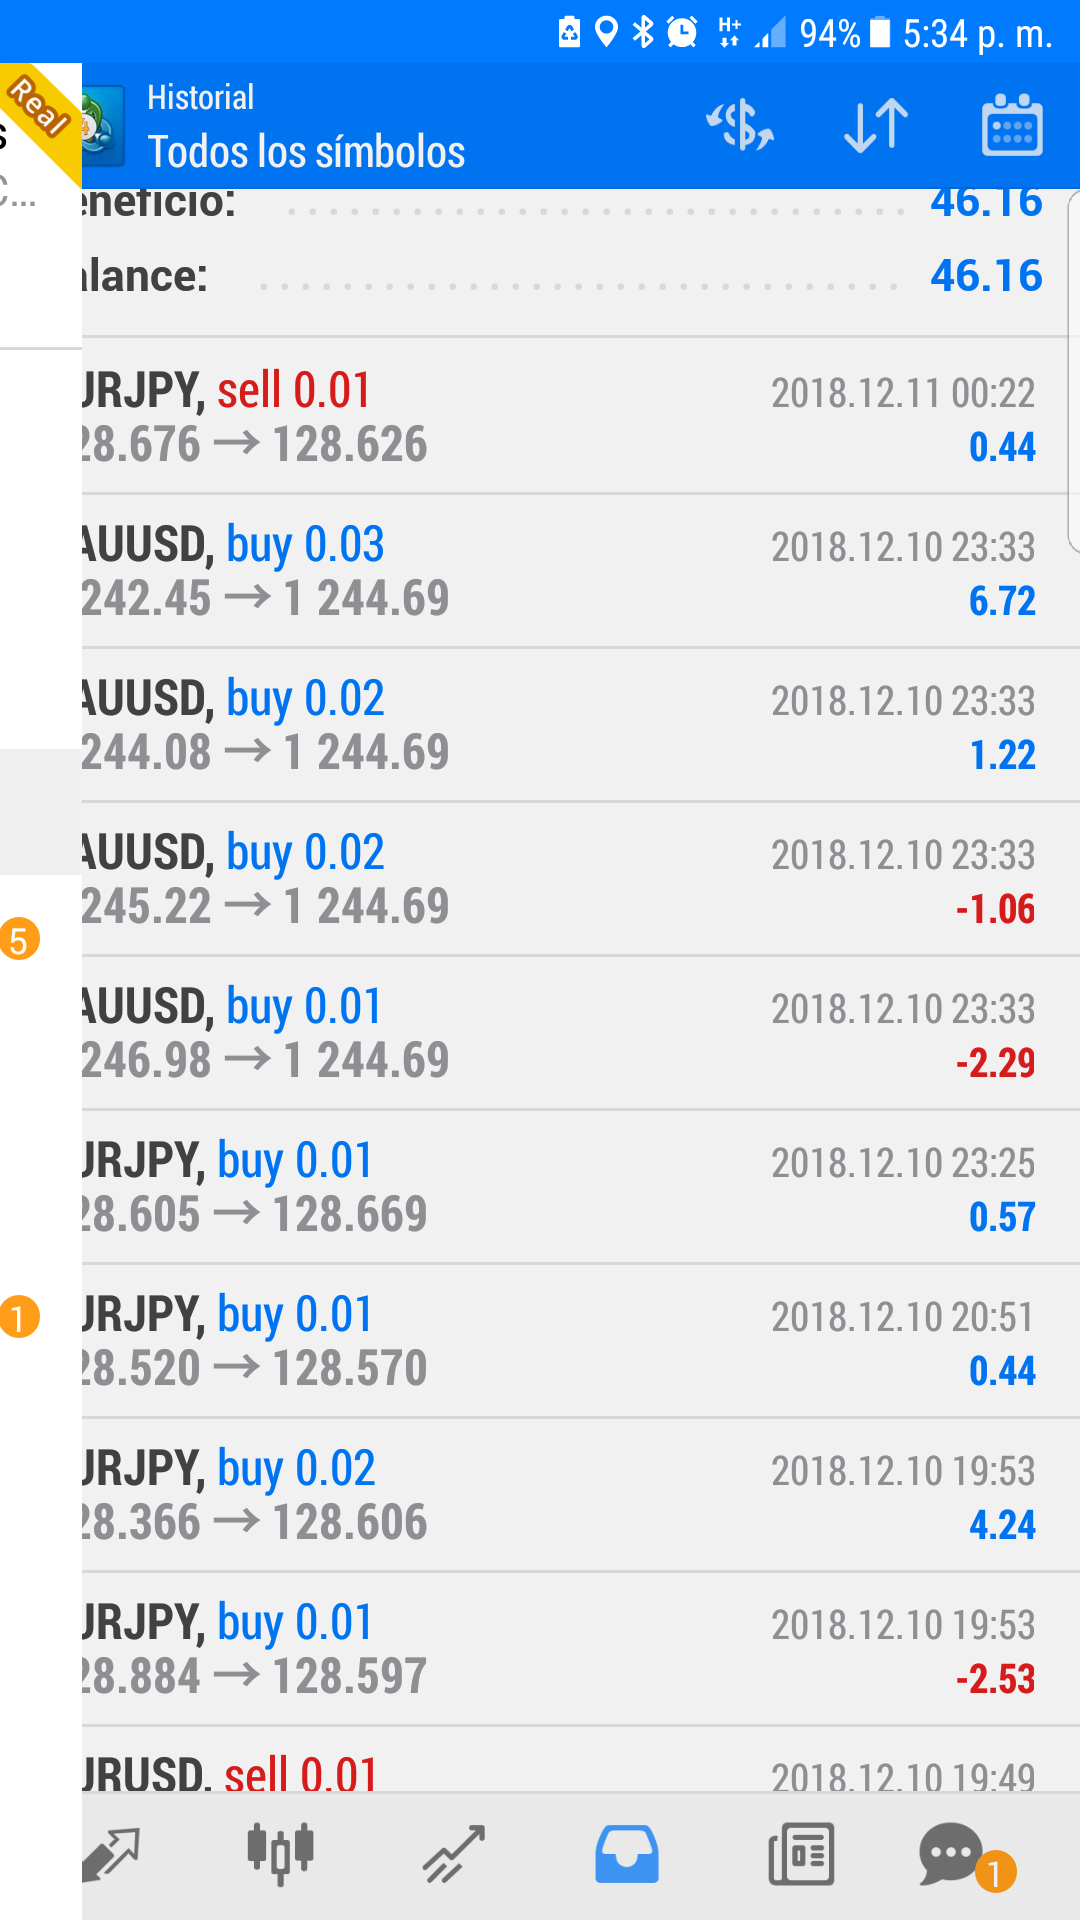 94% 5:34 p. m.
Real
Historial
Todos los símbolos
eneficio: 46.16
alance: 46.16
URJPY, sell 0.01 2018.12.11 00:22
28.676 → 128.626 0.44
AUUSD, buy 0.03 2018.12.10 23:33
242.45 → 1 244.69 6.72
AUUSD, buy 0.02 2018.12.10 23:33
244.08 → 1 244.69 1.22
AUUSD, buy 0.02 2018.12.10 23:33
245.22 → 1 244.69 -1.06
5
AUUSD, buy 0.01 2018.12.10 23:33
246.98 → 1 244.69 -2.29
URJPY, buy 0.01 2018.12.10 23:25
28.605 → 128.669 0.57
URJPY, buy 0.01 2018.12.10 20:51
1
28.520 → 128.570 0.44
URJPY, buy 0.02 2018.12.10 19:53
28.366 → 128.606 4.24
URJPY, buy 0.01 2018.12.10 19:53
28.884 → 128.597 -2.53
URUSD, sell 0.01 2018.12.10 19:49
1